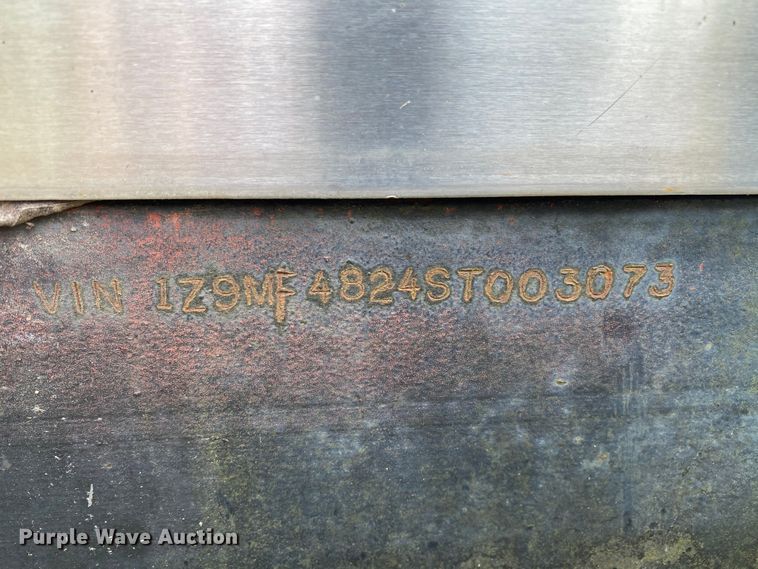 VIN 1Z9MF4824ST003073
Purple Wave Auction